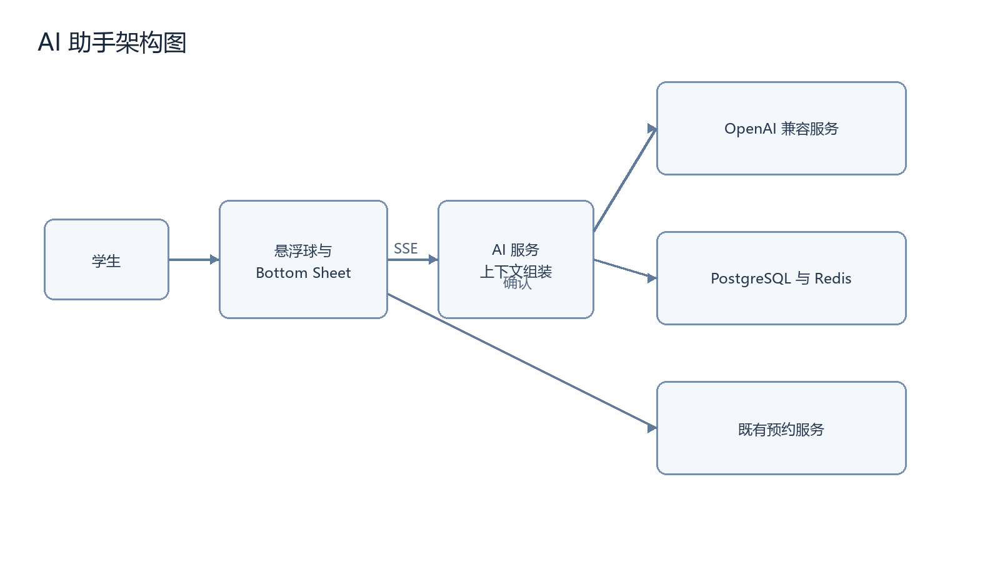 AI 助手架构图
OpenAI 兼容服务
学生
悬浮球与
Bottom Sheet
SSE
AI 服务
上下文组装
确认
PostgreSQL 与 Redis
既有预约服务